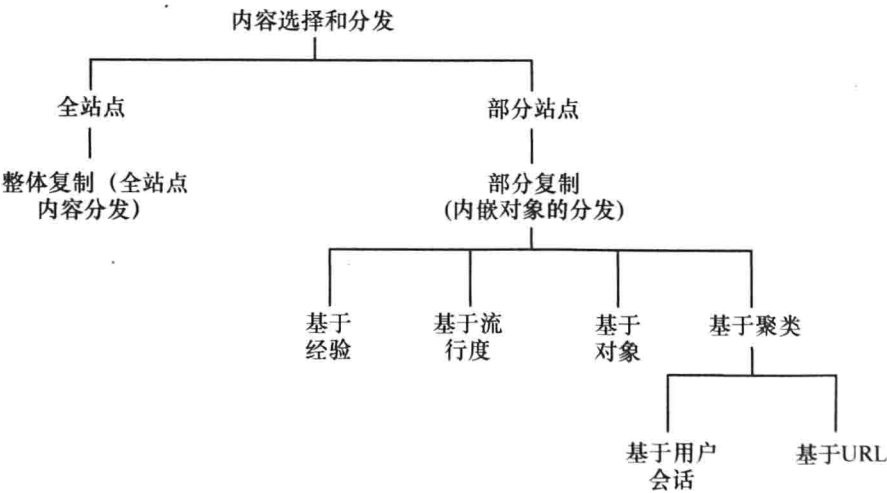 内容选择和分发
全站点
部分站点
整体复制（全站点
内容分发）
部分复制
(内嵌对象的分发)
基于
经验
基于流
行度
基于
对象
基于聚类
基于用户
会话
基于URL